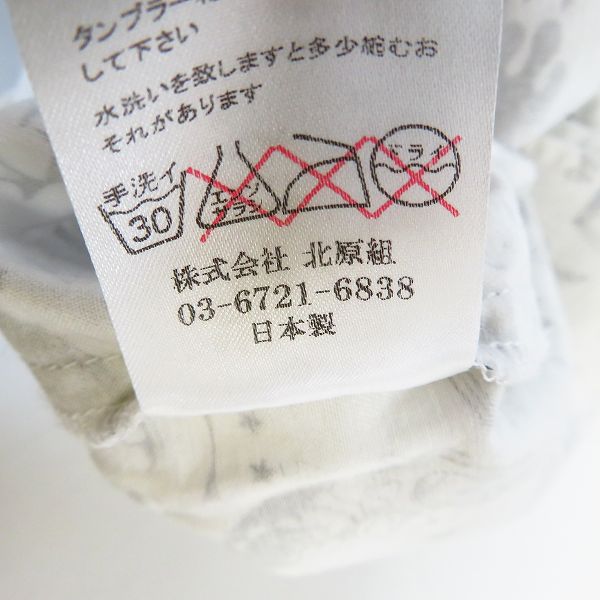 タンブラー
して下さい
水洗いを致しますと多少縮むお
それがあります
手洗イ
30
エンソ
サラシ
ドライ
株式会社 北原組
03-6721-6838
日本製